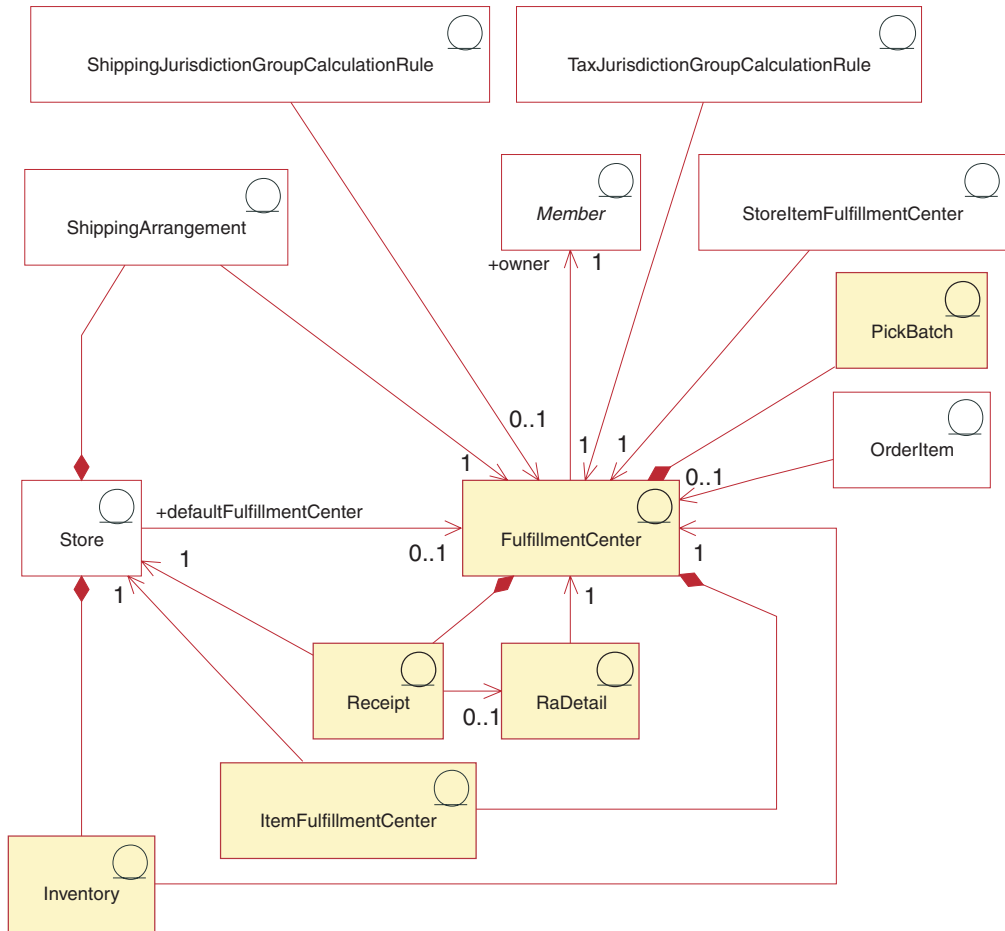 ShippingJurisdictionGroupCalculationRule
TaxJurisdictionGroupCalculationRule
ShippingArrangement
Member
StoreItemFulfillmentCenter
+owner
1
PickBatch
0..1
1
1
1
0..1
OrderItem
Store
+defaultFulfillmentCenter
0..1
FulfillmentCenter
1
1
1
1
Receipt
0..1
RaDetail
ItemFulfillmentCenter
Inventory